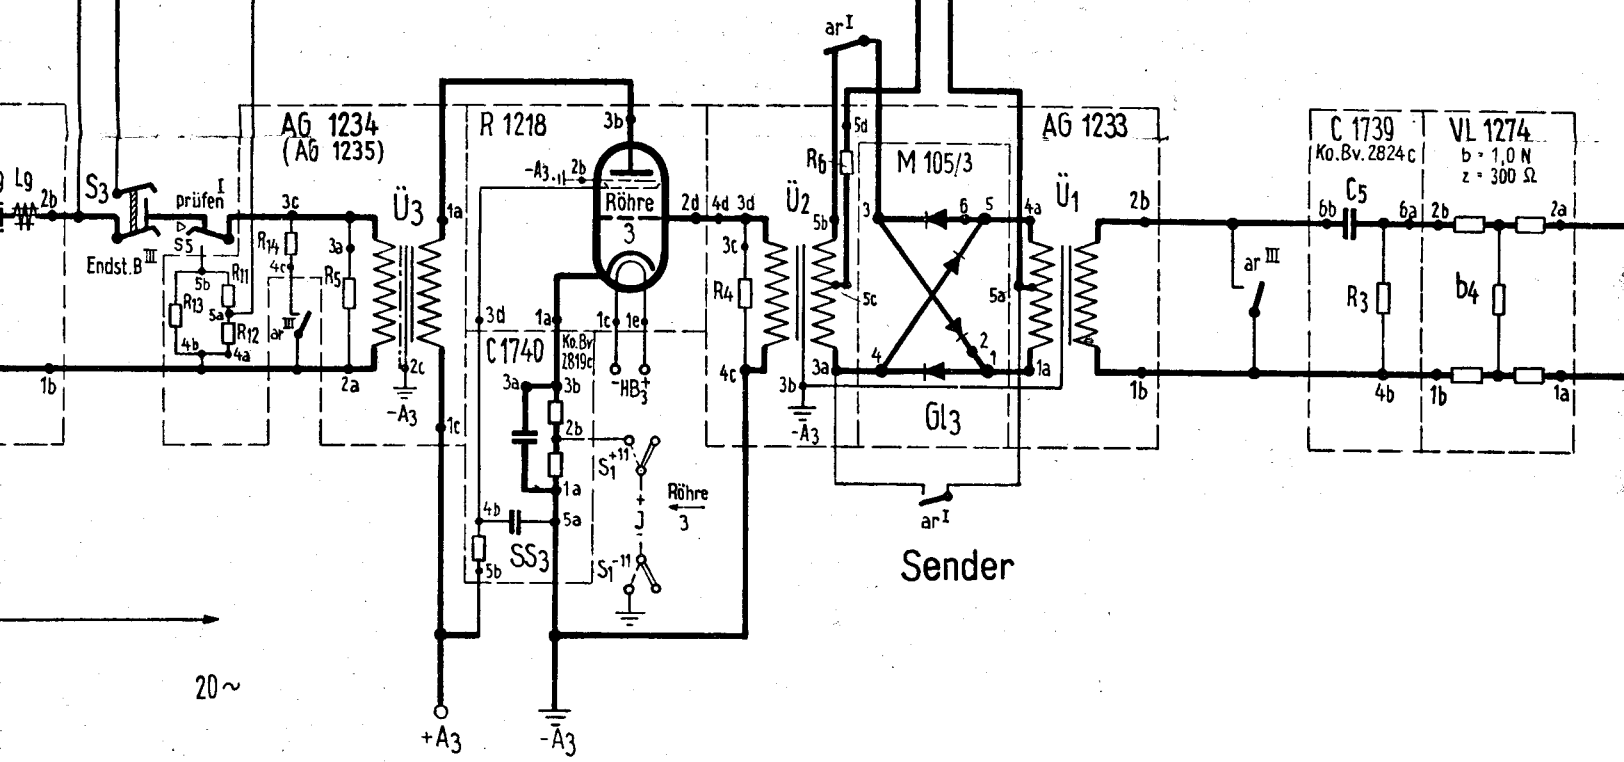 ar I
AG 1234
(AG 1235)
R 1218
3b
5d
AG 1233
C 1739
Ko.Bv.2824c
VL 1274
b = 1,0 N
z = 300 Ω
R6
M 105/3
-A3
2b
Lg
2b
S3
prüfen I
3c
Ü3
1a
Röhre
3
2d
4d
3d
Ü2
5b
3
6
5
4a
Ü1
2b
C5
6b
6a
2b
2a
S5
Endst.B III
R14
3a
3c
4c
R5
5b
R11
R13
5a
R12
ar III
4b
4a
R4
5c
5a
ar III
R3
b4
3d
1a
1c
1e
C 1740
Ko.Bv
2819c
2
1
1b
2a
2c
-A3
3a
3b
-HB3+
4c
3a
4
1a
3b
-A3
Gl3
1b
4b
1b
1a
1c
2b
S1 +11
1a
+
J
-
Röhre
3
4b
5a
SS3
5b
S1 -11
ar I
Sender
20~
+A3
-A3